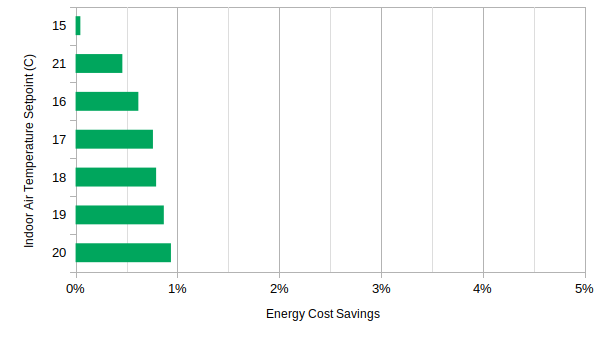 Indoor Air Temperature Setpoint (C)
15
21
16
17
18
19
20
0% 1% 2% 3% 4% 5%
Energy Cost Savings